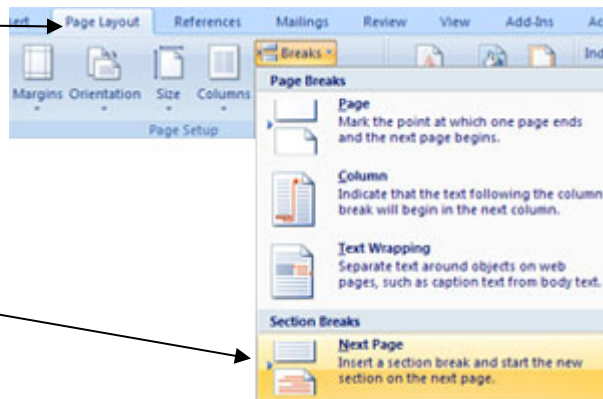 Page Layout References Mailings Review View Add-Ins
Breaks
Margins Orientation Size Columns
Page Setup
Page Breaks
Page
Mark the point at which one page ends
and the next page begins.
Column
Indicate that the text following the column
break will begin in the next column.
Text Wrapping
Separate text around objects on web
pages, such as caption text from body text.
Section Breaks
Next Page
Insert a section break and start the new
section on the next page.